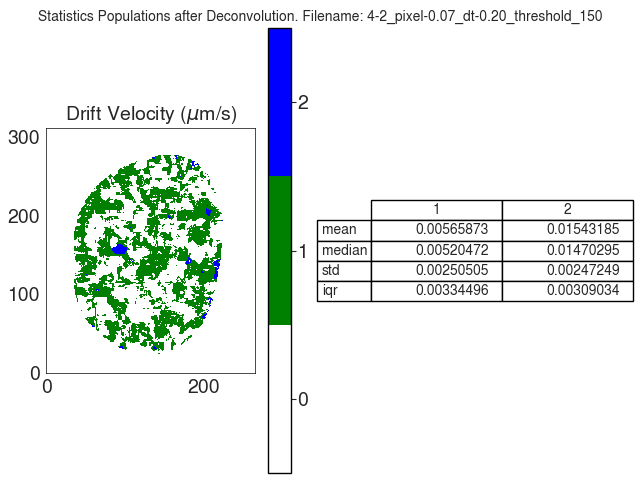 Statistics Populations after Deconvolution. Filename: 4-2_pixel-0.07_dt-0.20_threshold_150
Drift Velocity (μm/s)
300
200
100
0
0 200
2
1
0
1 2
mean 0.00565873 0.01543185
median 0.00520472 0.01470295
std 0.00250505 0.00247249
iqr 0.00334496 0.00309034